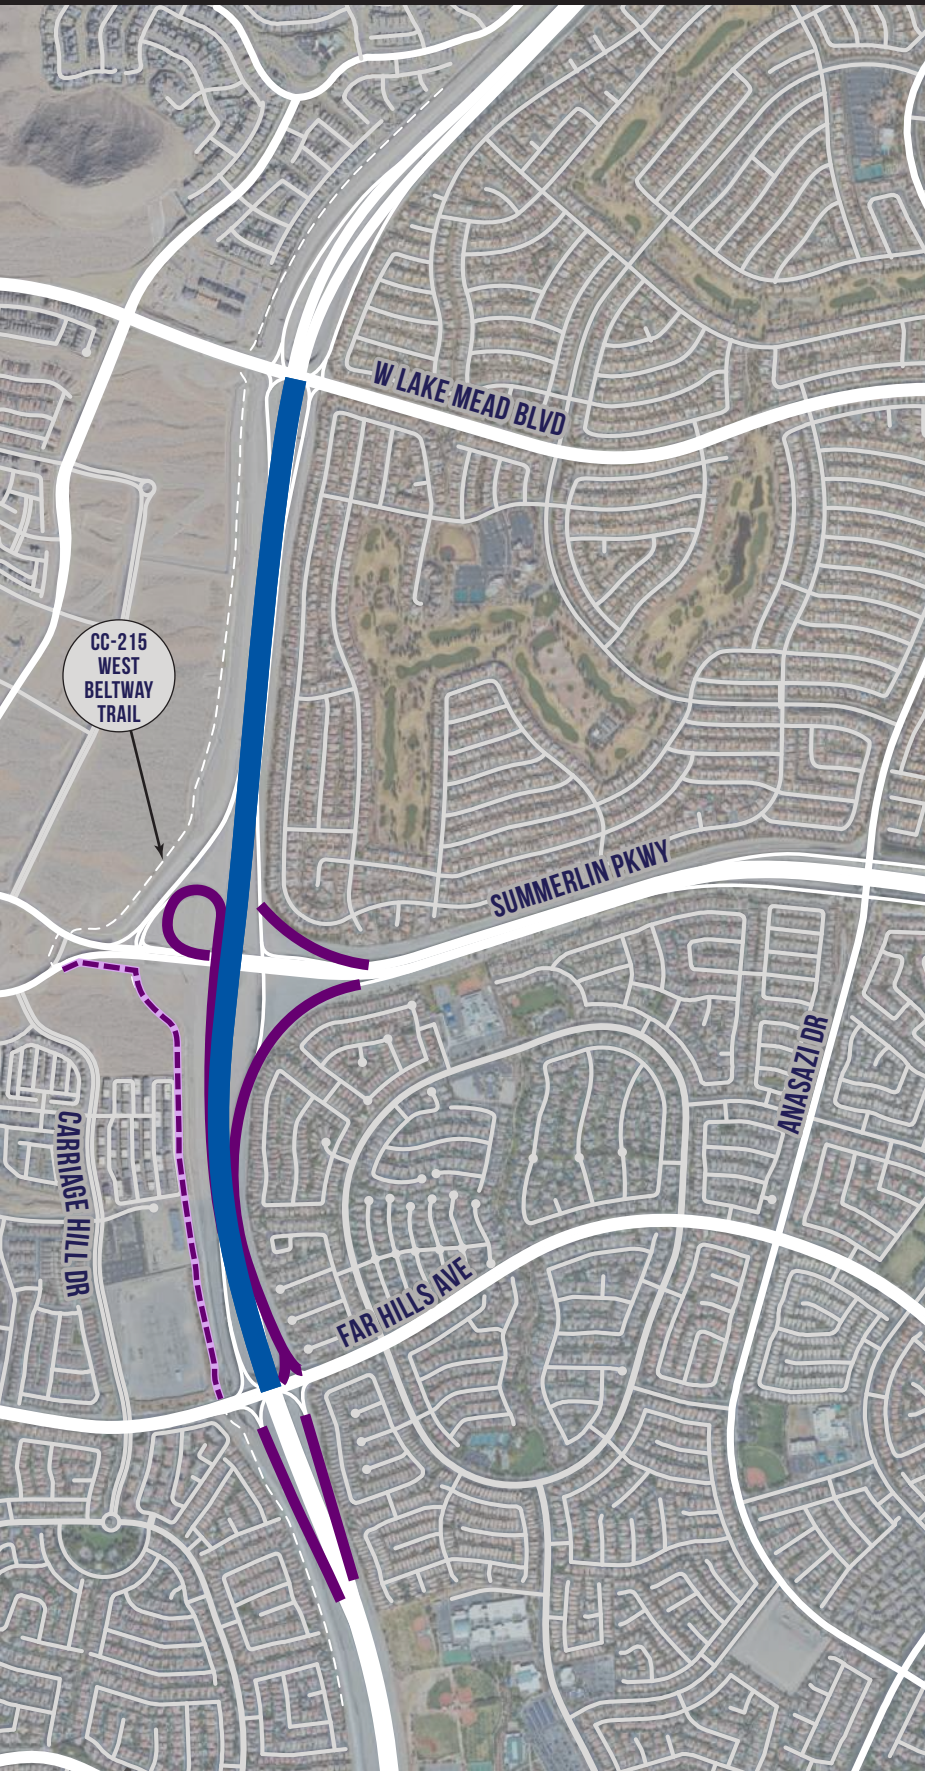 W LAKE MEAD BLVD
CC-215
WEST
BELTWAY
TRAIL
SUMMERLIN PKWY
ANASAZI DR
CARRIAGE HILL DR
FAR HILLS AVE